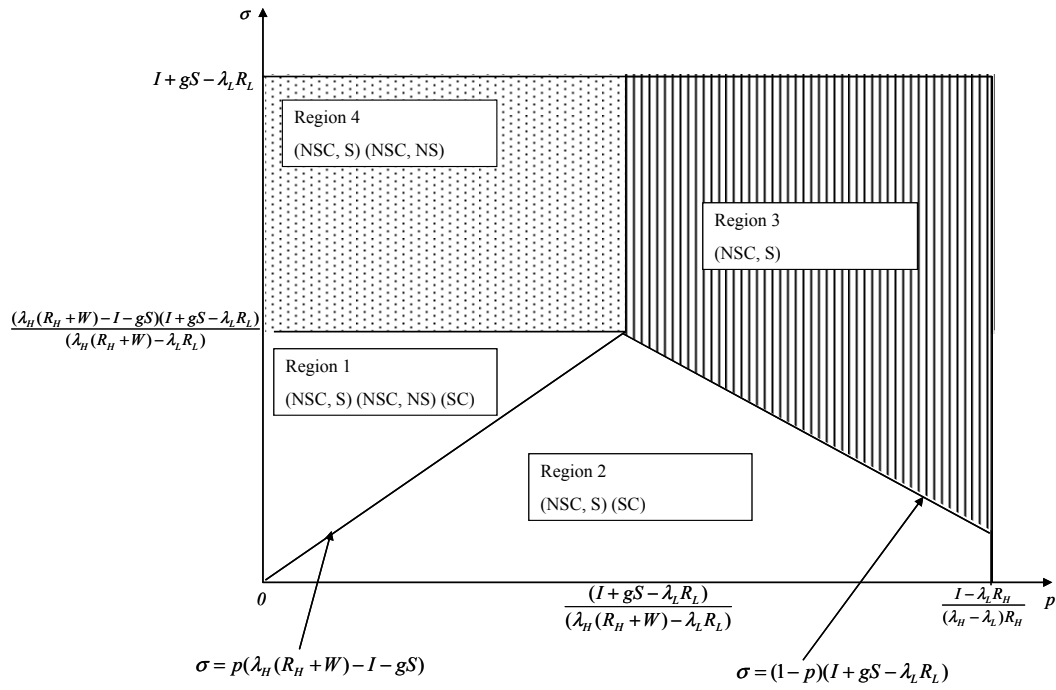 σ
I + gS − λ_L R_L
Region 4
(NSC, S) (NSC, NS)
Region 3
(NSC, S)
(λ_H(R_H + W) − I − gS)(I + gS − λ_L R_L)
(λ_H(R_H + W) − λ_L R_L)
Region 1
(NSC, S) (NSC, NS) (SC)
Region 2
(NSC, S) (SC)
0
(I + gS − λ_L R_L)
(λ_H(R_H + W) − λ_L R_L)
I − λ_L R_H
(λ_H − λ_L)R_H
p
σ = p(λ_H(R_H + W) − I − gS)
σ = (1 − p)(I + gS − λ_L R_L)